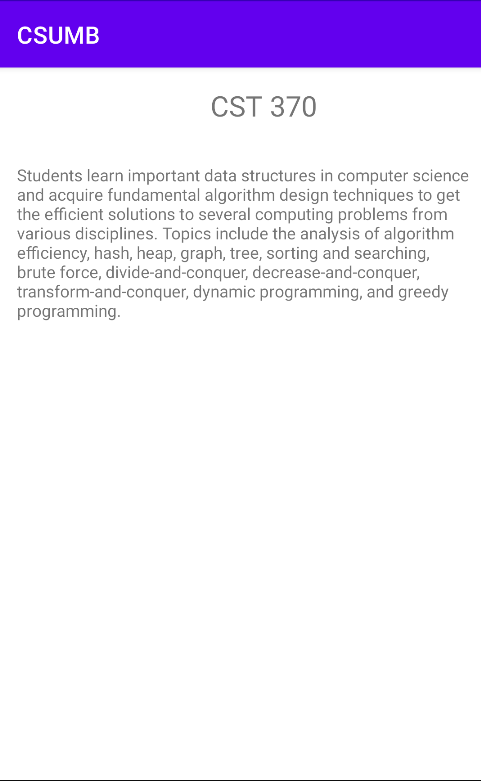 CSUMB
CST 370
Students learn important data structures in computer science
and acquire fundamental algorithm design techniques to get
the efficient solutions to several computing problems from
various disciplines. Topics include the analysis of algorithm
efficiency, hash, heap, graph, tree, sorting and searching,
brute force, divide-and-conquer, decrease-and-conquer,
transform-and-conquer, dynamic programming, and greedy
programming.